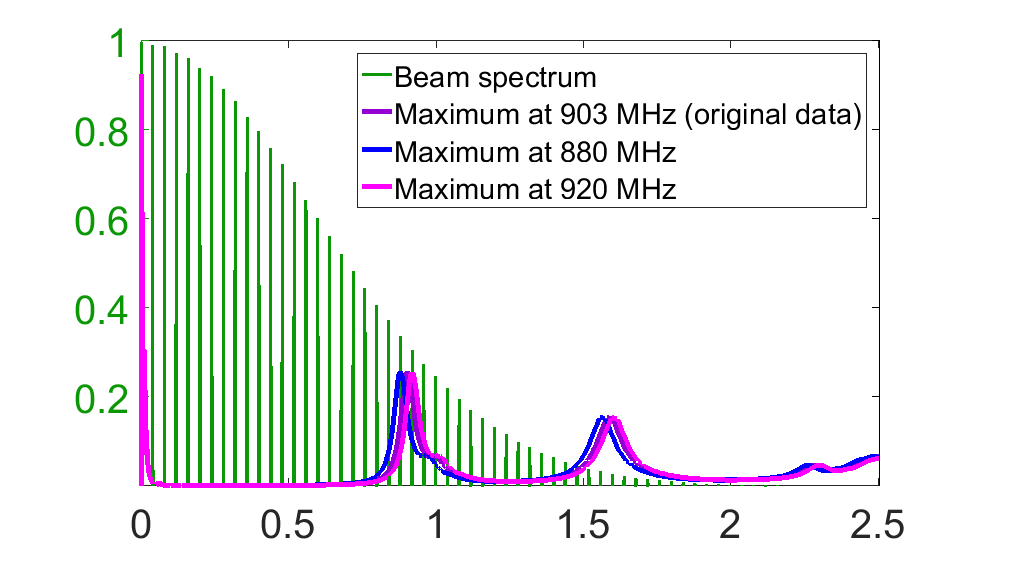 1
0.8
0.6
0.4
0.2
Beam spectrum
Maximum at 903 MHz (original data)
Maximum at 880 MHz
Maximum at 920 MHz
0 0.5 1 1.5 2 2.5